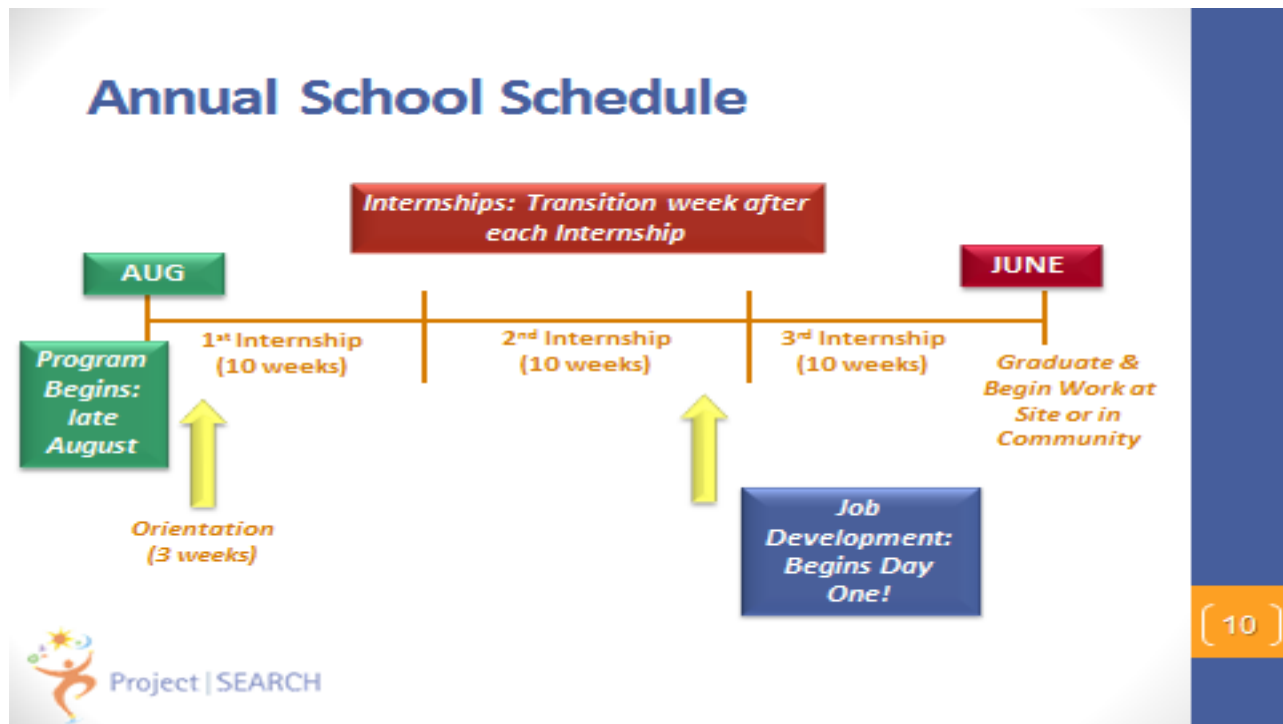 Annual School Schedule
Internships: Transition week after
each Internship
AUG
JUNE
1st Internship
(10 weeks)
2nd Internship
(10 weeks)
3rd Internship
(10 weeks)
Program
Begins:
late
August
Graduate &
Begin Work at
Site or in
Community
Orientation
(3 weeks)
Job
Development:
Begins Day
One!
10
Project | SEARCH